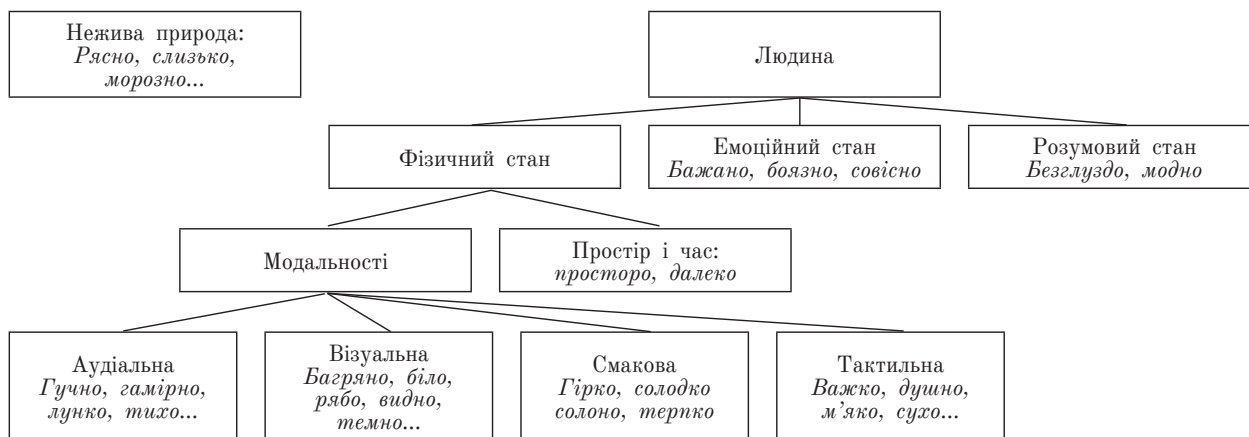 Нежива природа:
Рясно, слизько,
морозно...
Людина
Фізичний стан
Емоційний стан
Бажано, боязно, совісно
Розумовий стан
Безглуздо, модно
Модальності
Простір і час:
просторо, далеко
Аудіальна
Гучно, гамірно,
лунко, тихо...
Візуальна
Багряно, біло,
рябо, видно,
темно...
Смакова
Гірко, солодко
солоно, терпко
Тактильна
Важко, душно,
м’яко, сухо...